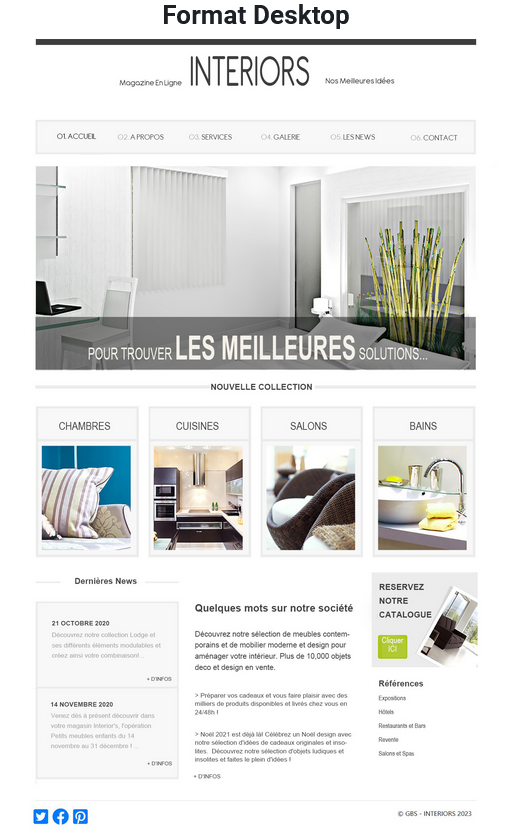 Format Desktop
Magazine En Ligne
INTERIORS
Nos Meilleures Idées
01. ACCUEIL
02. A PROPOS
03. SERVICES
04. GALERIE
05. LES NEWS
06. CONTACT
POUR TROUVER LES MEILLEURES SOLUTIONS...
NOUVELLE COLLECTION
CHAMBRES
CUISINES
SALONS
BAINS
Dernières News
21 OCTOBRE 2020
Découvrez notre collection Lodge et
ses différents éléments modulables et
créez ainsi votre combinaison!...
+ D'INFOS
14 NOVEMBRE 2020
Venez dès à présent découvrir dans
votre magasin Interior's, l'opération
Petits meubles enfants du 14
novembre au 31 décembre ! ...
+ D'INFOS
Quelques mots sur notre société
Découvrez notre sélection de meubles contem-
porains et de mobilier moderne et design pour
aménager votre intérieur. Plus de 10,000 objets
deco et design en vente.
> Préparer vos cadeaux et vous faire plaisir avec des
milliers de produits disponibles et livrés chez vous en
24/48h !
> Noël 2021 est déjà là! Célébrez un Noël design avec
notre sélection d'idées de cadeaux originales et inso-
lites. Découvrez notre sélection d'objets ludiques et
insolites et faites le plein d'idées !
+ D'INFOS
RESERVEZ
NOTRE
CATALOGUE
Cliquer
ICI
Références
Expositions
Hôtels
Restaurants et Bars
Revente
Salons et Spas
© GBS - INTERIORS 2023